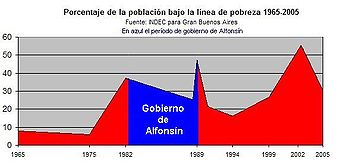 Porcentaje de la población bajo la línea de pobreza 1965-2005
Fuente: INDEC para Gran Buenos Aires
En azul el período de gobierno de Alfonsín
60
50
40
30
20
10
0
Gobierno
de
Alfonsín
1965 1975 1982 1989 1994 1999 2002 2005